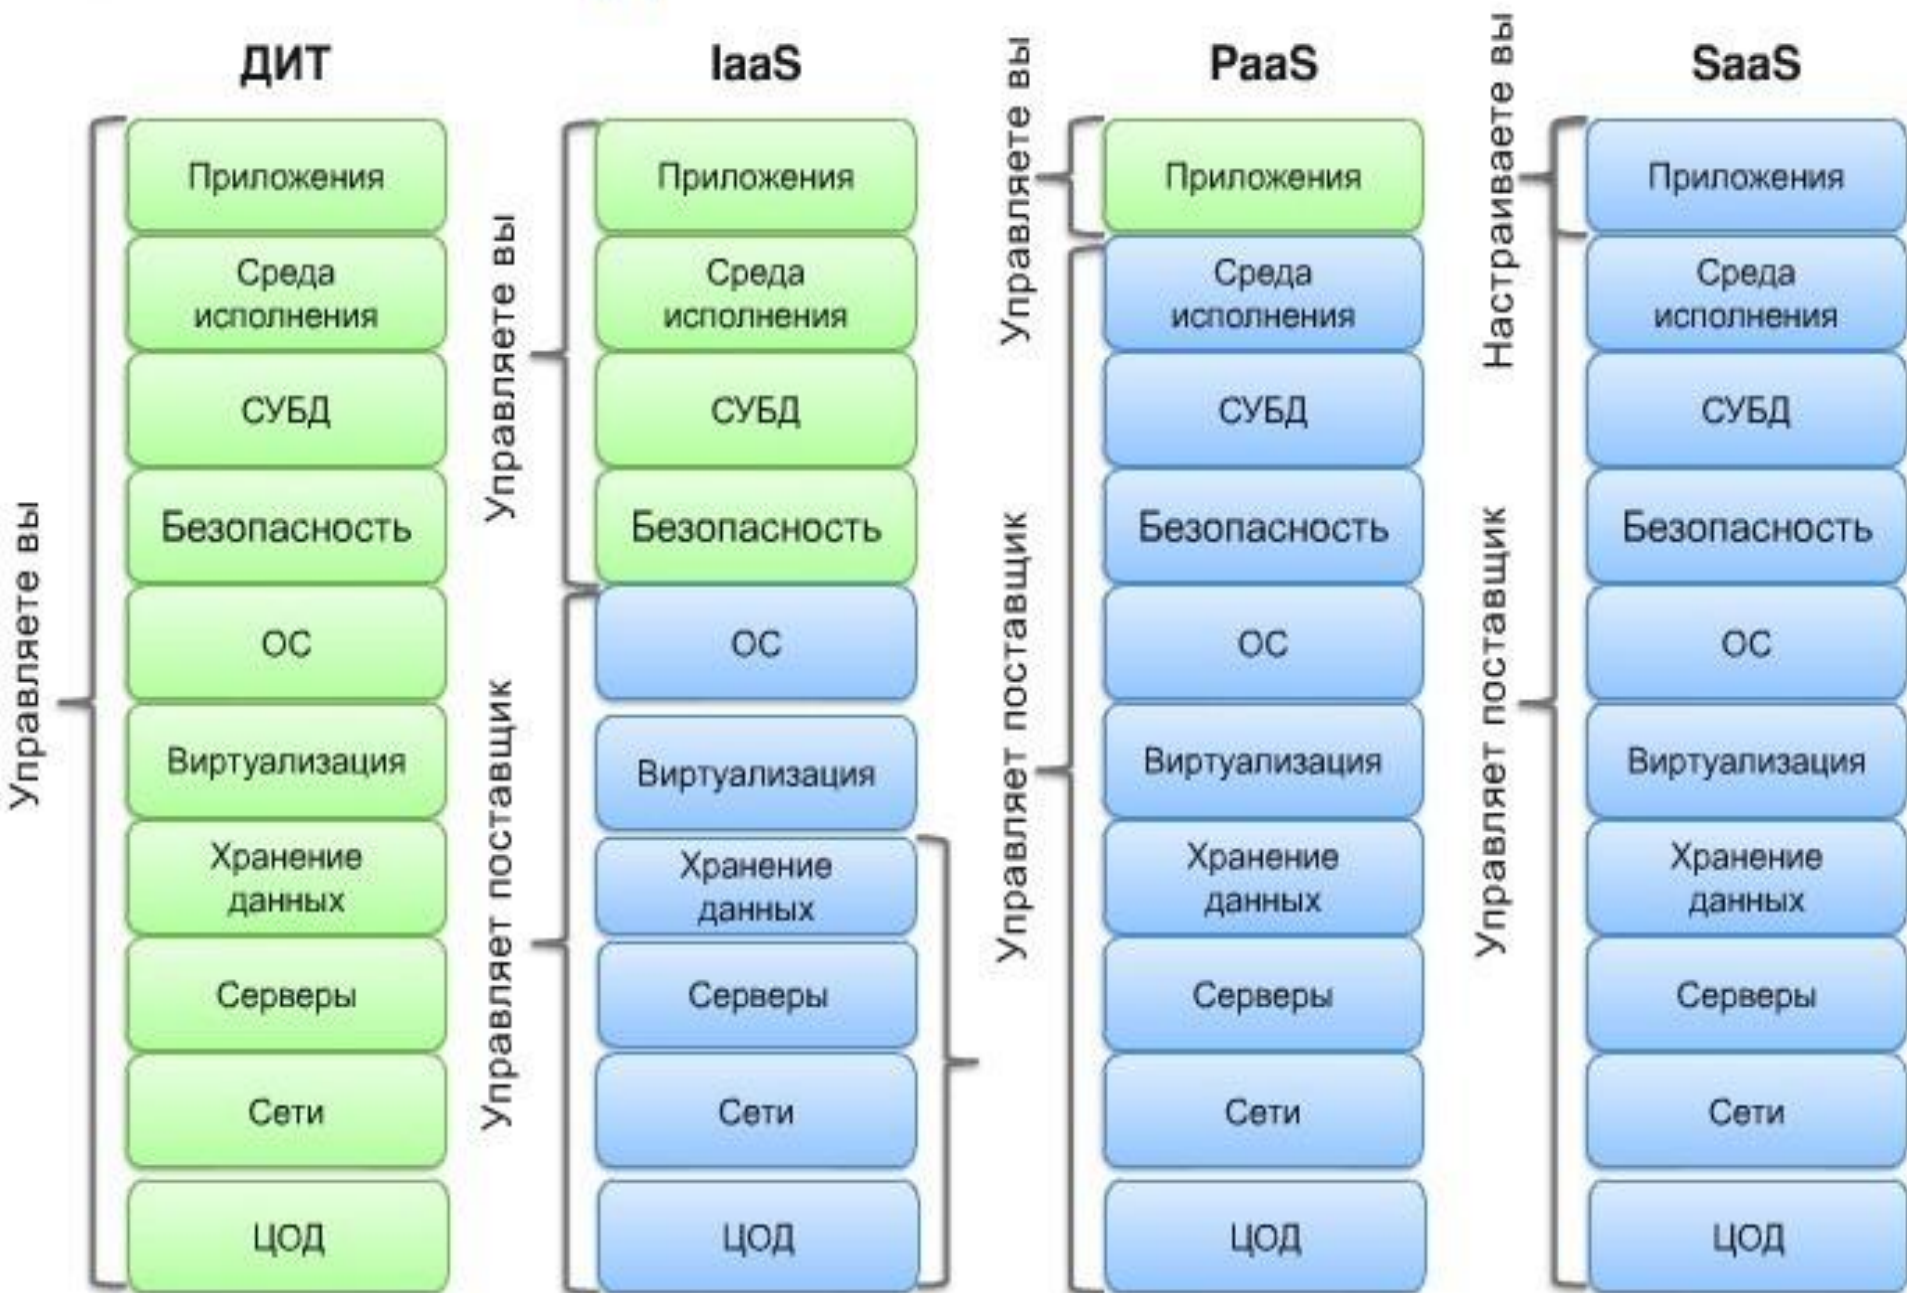 ДИТ
Управляете вы
Приложения
Среда
исполнения
СУБД
Безопасность
ОС
Виртуализация
Хранение
данных
Серверы
Сети
ЦОД
IaaS
Управляете вы
Управляет поставщик
Приложения
Среда
исполнения
СУБД
Безопасность
ОС
Виртуализация
Хранение
данных
Серверы
Сети
ЦОД
PaaS
Управляете вы
Управляет поставщик
Приложения
Среда
исполнения
СУБД
Безопасность
ОС
Виртуализация
Хранение
данных
Серверы
Сети
ЦОД
SaaS
Настраиваете вы
Управляет поставщик
Приложения
Среда
исполнения
СУБД
Безопасность
ОС
Виртуализация
Хранение
данных
Серверы
Сети
ЦОД